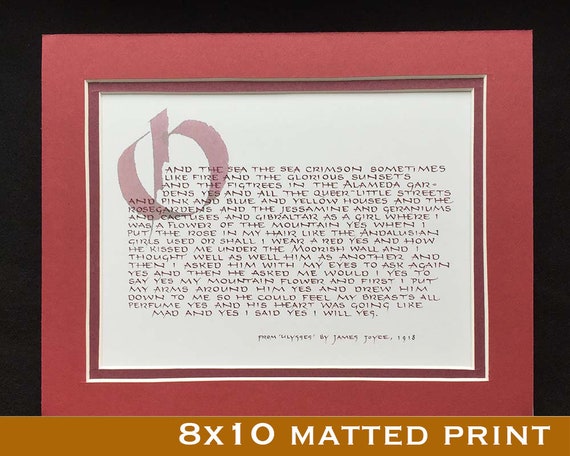 O
AND THE SEA THE SEA CRIMSON SOMETIMES
LIKE FIRE AND THE GLORIOUS SUNSETS
AND THE FIGTREES IN THE ALAMEDA GAR-
DENS YES AND ALL THE QUEER LITTLE STREETS
AND PINK AND BLUE AND YELLOW HOUSES AND THE
ROSEGARDENS AND THE JESSAMINE AND GERANIUMS
AND CACTUSES AND GIBRALTAR AS A GIRL WHERE I
WAS A FLOWER OF THE MOUNTAIN YES WHEN I
PUT THE ROSE IN MY HAIR LIKE THE ANDALUSIAN
GIRLS USED OR SHALL I WEAR A RED YES AND HOW
HE KISSED ME UNDER THE MOORISH WALL AND I
THOUGHT WELL AS WELL HIM AS ANOTHER AND
THEN I ASKED HIM WITH MY EYES TO ASK AGAIN
YES AND THEN HE ASKED ME WOULD I YES TO
SAY YES MY MOUNTAIN FLOWER AND FIRST I PUT
MY ARMS AROUND HIM YES AND DREW HIM
DOWN TO ME SO HE COULD FEEL MY BREASTS ALL
PERFUME YES AND HIS HEART WAS GOING LIKE
MAD AND YES I SAID YES I WILL YES.
FROM 'ULYSSES' BY JAMES JOYCE, 1918
8X10 MATTED PRINT